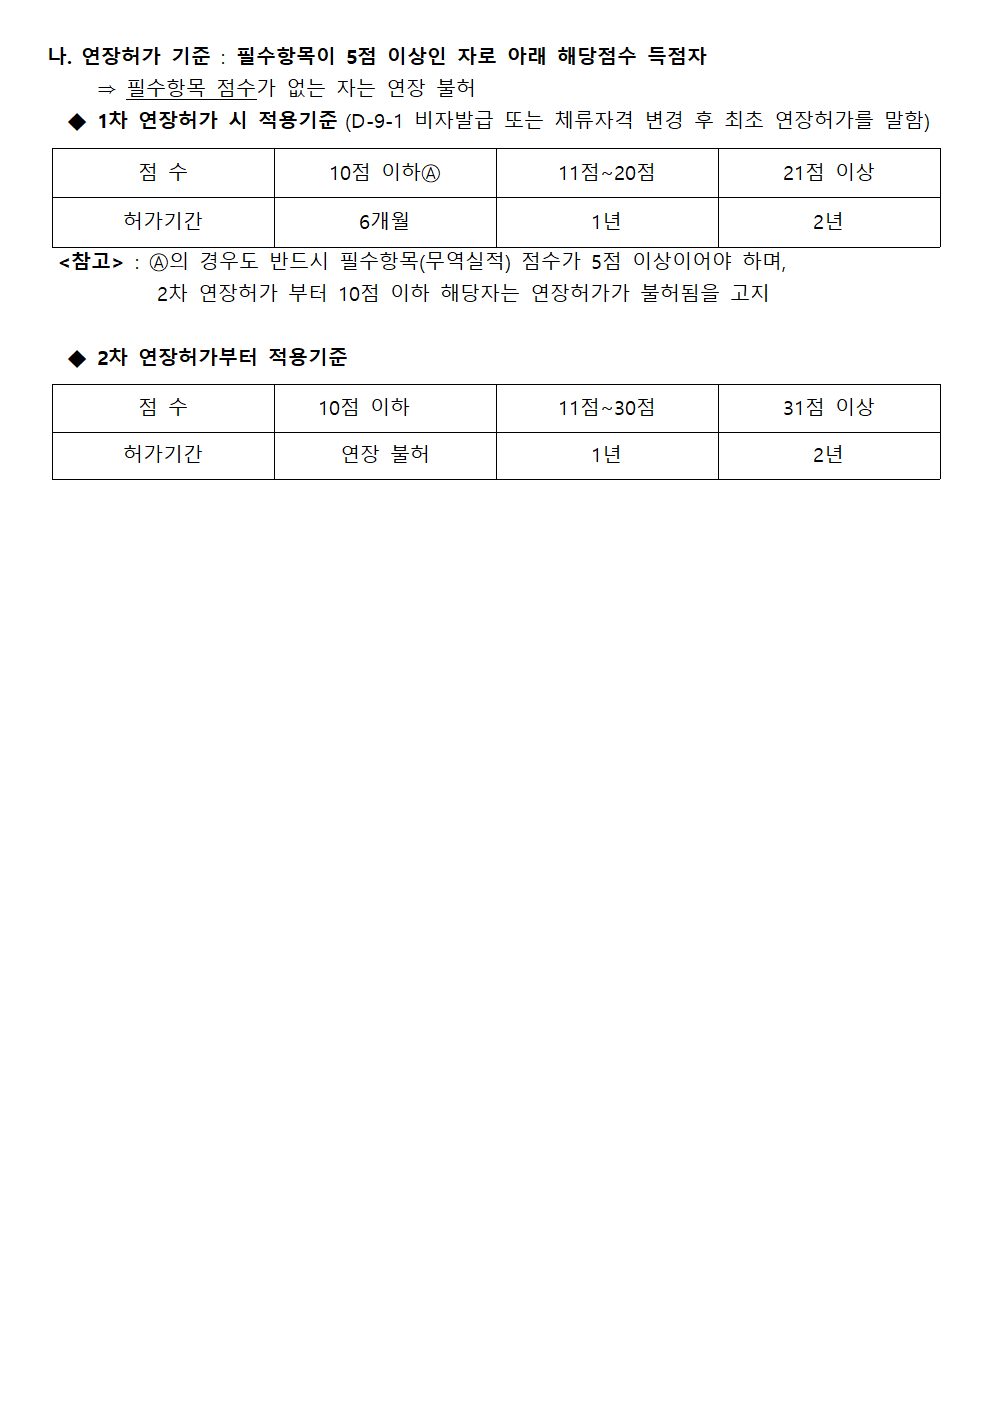 나. 연장허가 기준 : 필수항목이 5점 이상인 자로 아래 해당점수 득점자
⇒ 필수항목 점수가 없는 자는 연장 불허
◆ 1차 연장허가 시 적용기준 (D-9-1 비자발급 또는 체류자격 변경 후 최초 연장허가를 말함)
점 수 10점 이하Ⓐ 11점~20점 21점 이상
허가기간 6개월 1년 2년
<참고> : Ⓐ의 경우도 반드시 필수항목(무역실적) 점수가 5점 이상이어야 하며,
2차 연장허가 부터 10점 이하 해당자는 연장허가가 불허됨을 고지
◆ 2차 연장허가부터 적용기준
점 수 10점 이하 11점~30점 31점 이상
허가기간 연장 불허 1년 2년